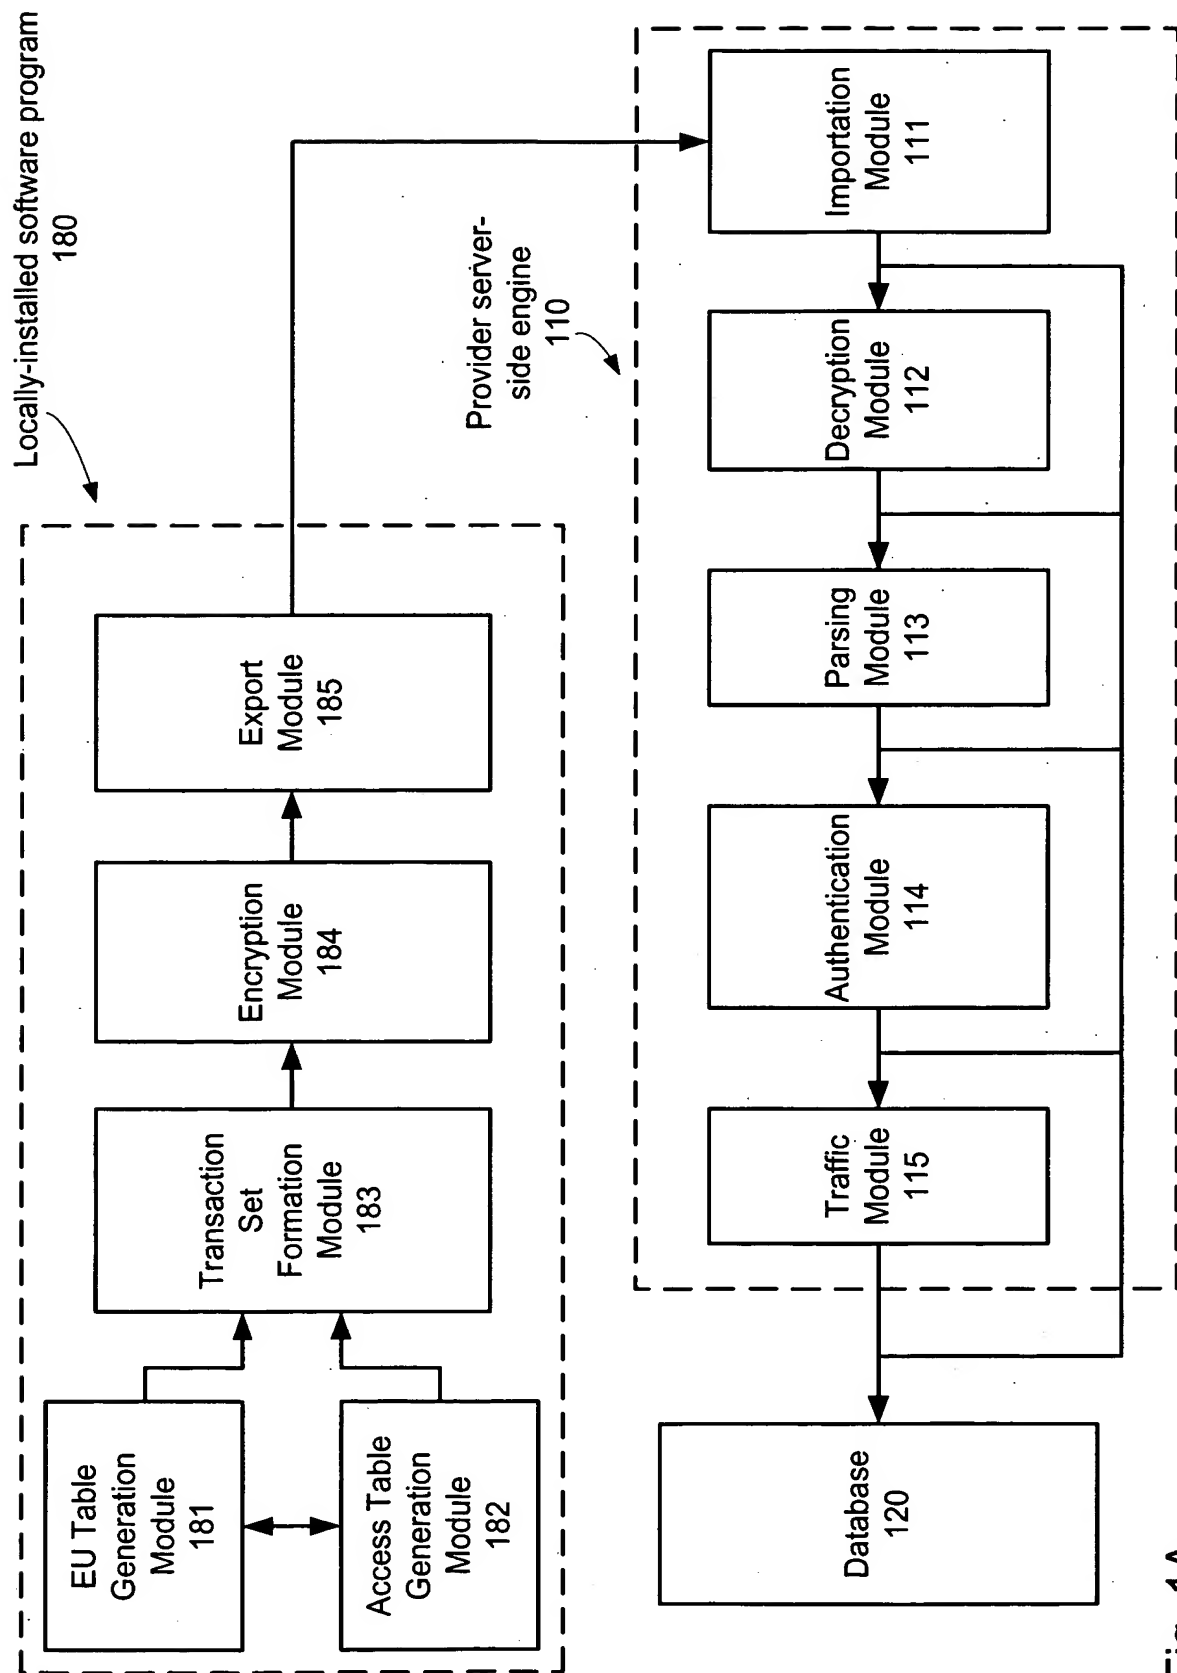 Locally-installed software program
180
EU Table
Generation
Module
181
Access Table
Generation
Module
182
Transaction
Set
Formation
Module
183
Encryption
Module
184
Export
Module
185
Provider server-
side engine
110
Importation
Module
111
Decryption
Module
112
Parsing
Module
113
Authentication
Module
114
Traffic
Module
115
Database
120
Fig. 1A